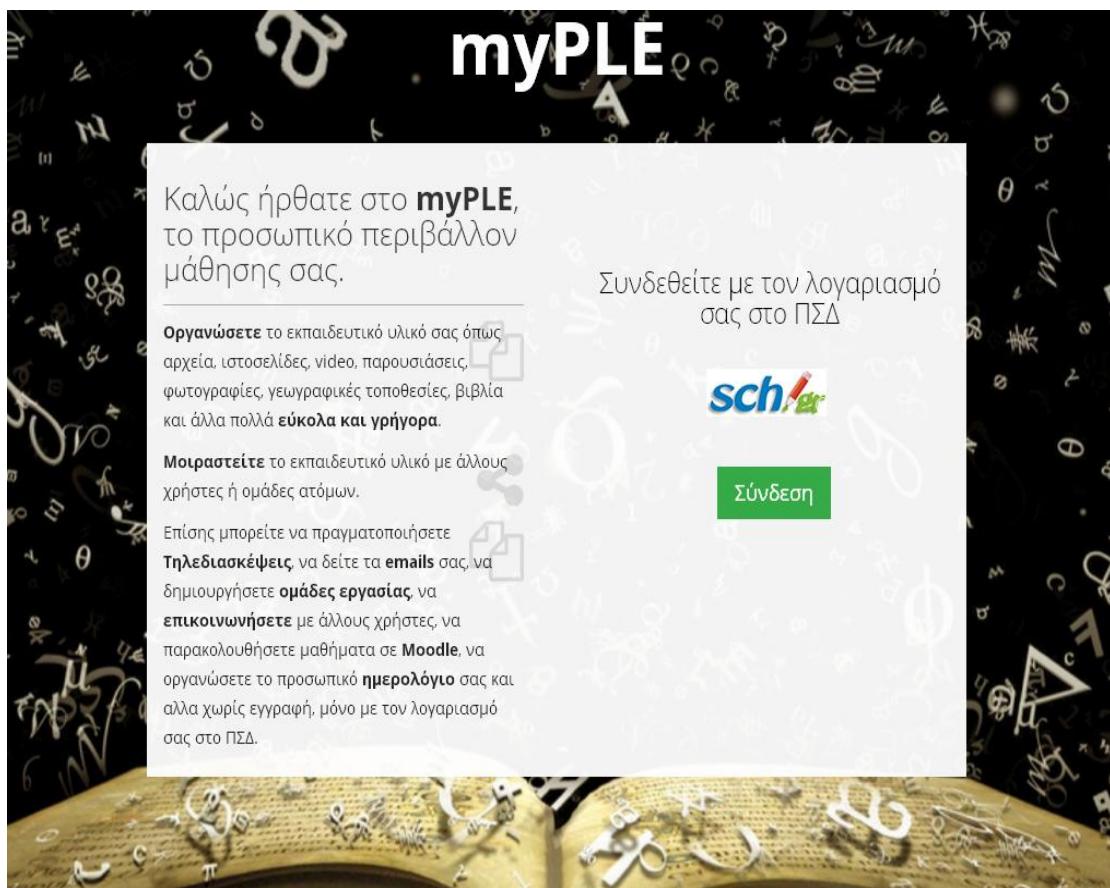 myPLE
Καλώς ήρθατε στο myPLE,
το προσωπικό περιβάλλον
μάθησης σας.
Οργανώσετε το εκπαιδευτικό υλικό σας όπως
αρχεία, ιστοσελίδες, video, παρουσιάσεις,
φωτογραφίες, γεωγραφικές τοποθεσίες, βιβλία
και άλλα πολλά εύκολα και γρήγορα.
Μοιραστείτε το εκπαιδευτικό υλικό με άλλους
χρήστες ή ομάδες ατόμων.
Επίσης μπορείτε να πραγματοποιήσετε
Τηλεδιασκέψεις, να δείτε τα emails σας, να
δημιουργήσετε ομάδες εργασίας, να
επικοινωνήσετε με άλλους χρήστες, να
παρακολουθήσετε μαθήματα σε Moodle, να
οργανώσετε το προσωπικό ημερολόγιο σας και
αλλα χωρίς εγγραφή, μόνο με τον λογαριασμό
σας στο ΠΣΔ.
Συνδεθείτε με τον λογαριασμό
σας στο ΠΣΔ
sch gr
Σύνδεση